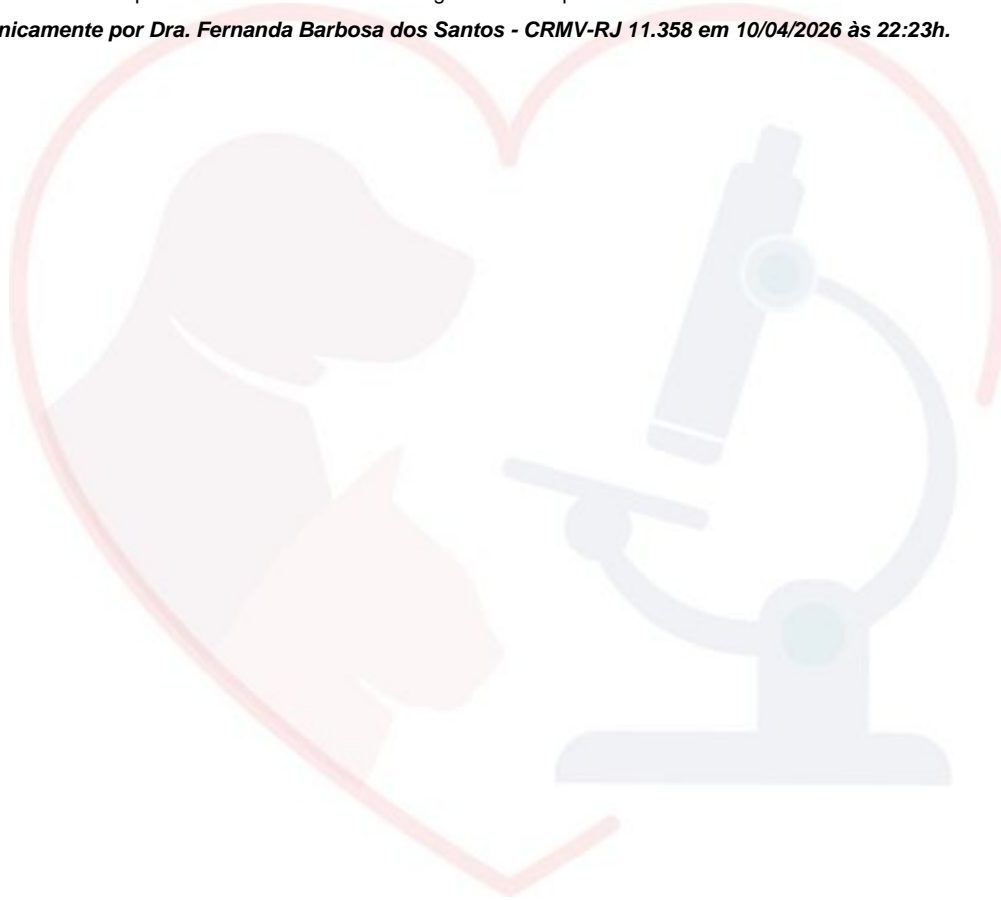 nicamente por Dra. Fernanda Barbosa dos Santos - CRMV-RJ 11.358 em 10/04/2026 às 22:23h.